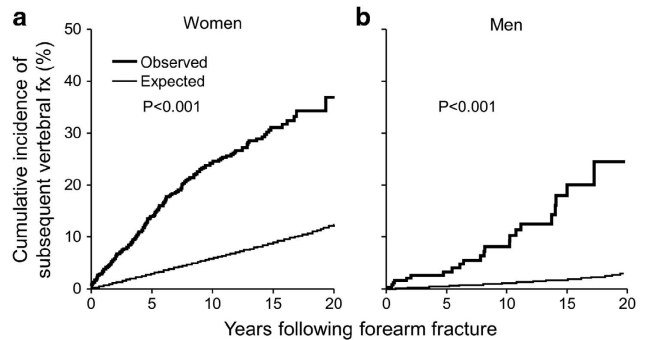 a
Women
b
Men
Cumulative incidence of
subsequent vertebral fx (%)
50
40
30
20
10
0
Observed
Expected
P<0.001
P<0.001
0
5
10
15
20
0
5
10
15
20
Years following forearm fracture